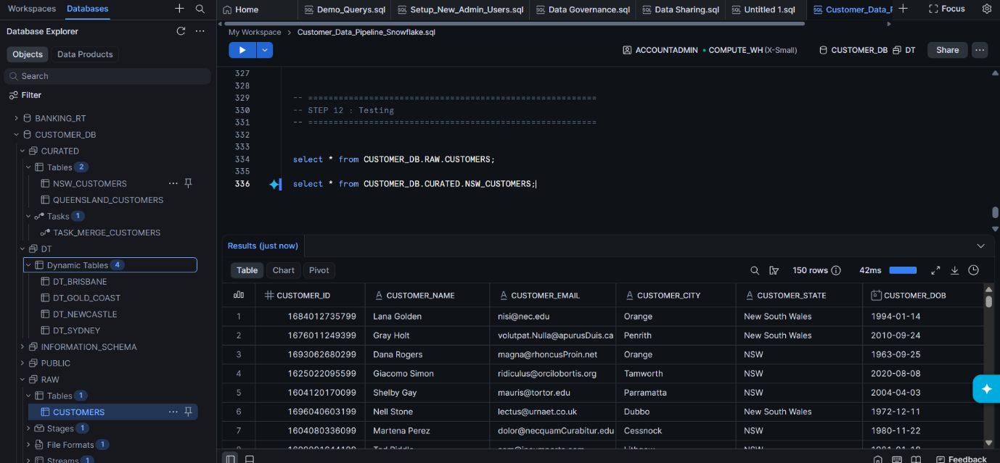 Workspaces Databases
Database Explorer
Objects Data Products
Search
Filter
BANKING_RT
CUSTOMER_DB
CURATED
Tables 2
NSW_CUSTOMERS
QUEENSLAND_CUSTOMERS
Tasks 1
TASK_MERGE_CUSTOMERS
DT
Dynamic Tables 4
DT_BRISBANE
DT_GOLD_COAST
DT_NEWCASTLE
DT_SYDNEY
INFORMATION_SCHEMA
PUBLIC
RAW
Tables 1
CUSTOMERS
Stages 1
File Formats 1
Streams 1
Home SQL Demo_Querys.sql SQL Setup_New_Admin_Users.sql SQL Data Governance.sql SQL Data Sharing.sql SQL Untitled 1.sql SQL Customer_Data_F Focus
My Workspace > Customer_Data_Pipeline_Snowflake.sql
ACCOUNTADMIN COMPUTE_WH (X-Small) CUSTOMER_DB DT Share
327
328
329 -- =========================================================
330 -- STEP 12 : Testing
331 -- =========================================================
332
333
334 select * from CUSTOMER_DB.RAW.CUSTOMERS;
335
336 select * from CUSTOMER_DB.CURATED.NSW_CUSTOMERS;
Results (just now)
Table Chart Pivot 150 rows 42ms
CUSTOMER_ID CUSTOMER_NAME CUSTOMER_EMAIL CUSTOMER_CITY CUSTOMER_STATE CUSTOMER_DOB
1 1684012735799 Lana Golden nisi@nec.edu Orange New South Wales 1994-01-14
2 1676011249399 Gray Holt volutpat.Nulla@apurusDuis.ca Penrith New South Wales 2010-09-24
3 1693062680299 Dana Rogers magna@rhoncusProin.net Orange NSW 1963-09-25
4 1625022095599 Giacomo Simon ridiculus@orcilobortis.org Tamworth NSW 2020-08-08
5 1604120170099 Shelby Gay mauris@tortor.edu Parramatta NSW 2004-04-03
6 1696040603199 Nell Stone lectus@urnaet.co.uk Dubbo New South Wales 1972-12-11
7 1604080336099 Martena Perez dolor@necquamCurabitur.edu Cessnock NSW 1980-11-22
Feedback